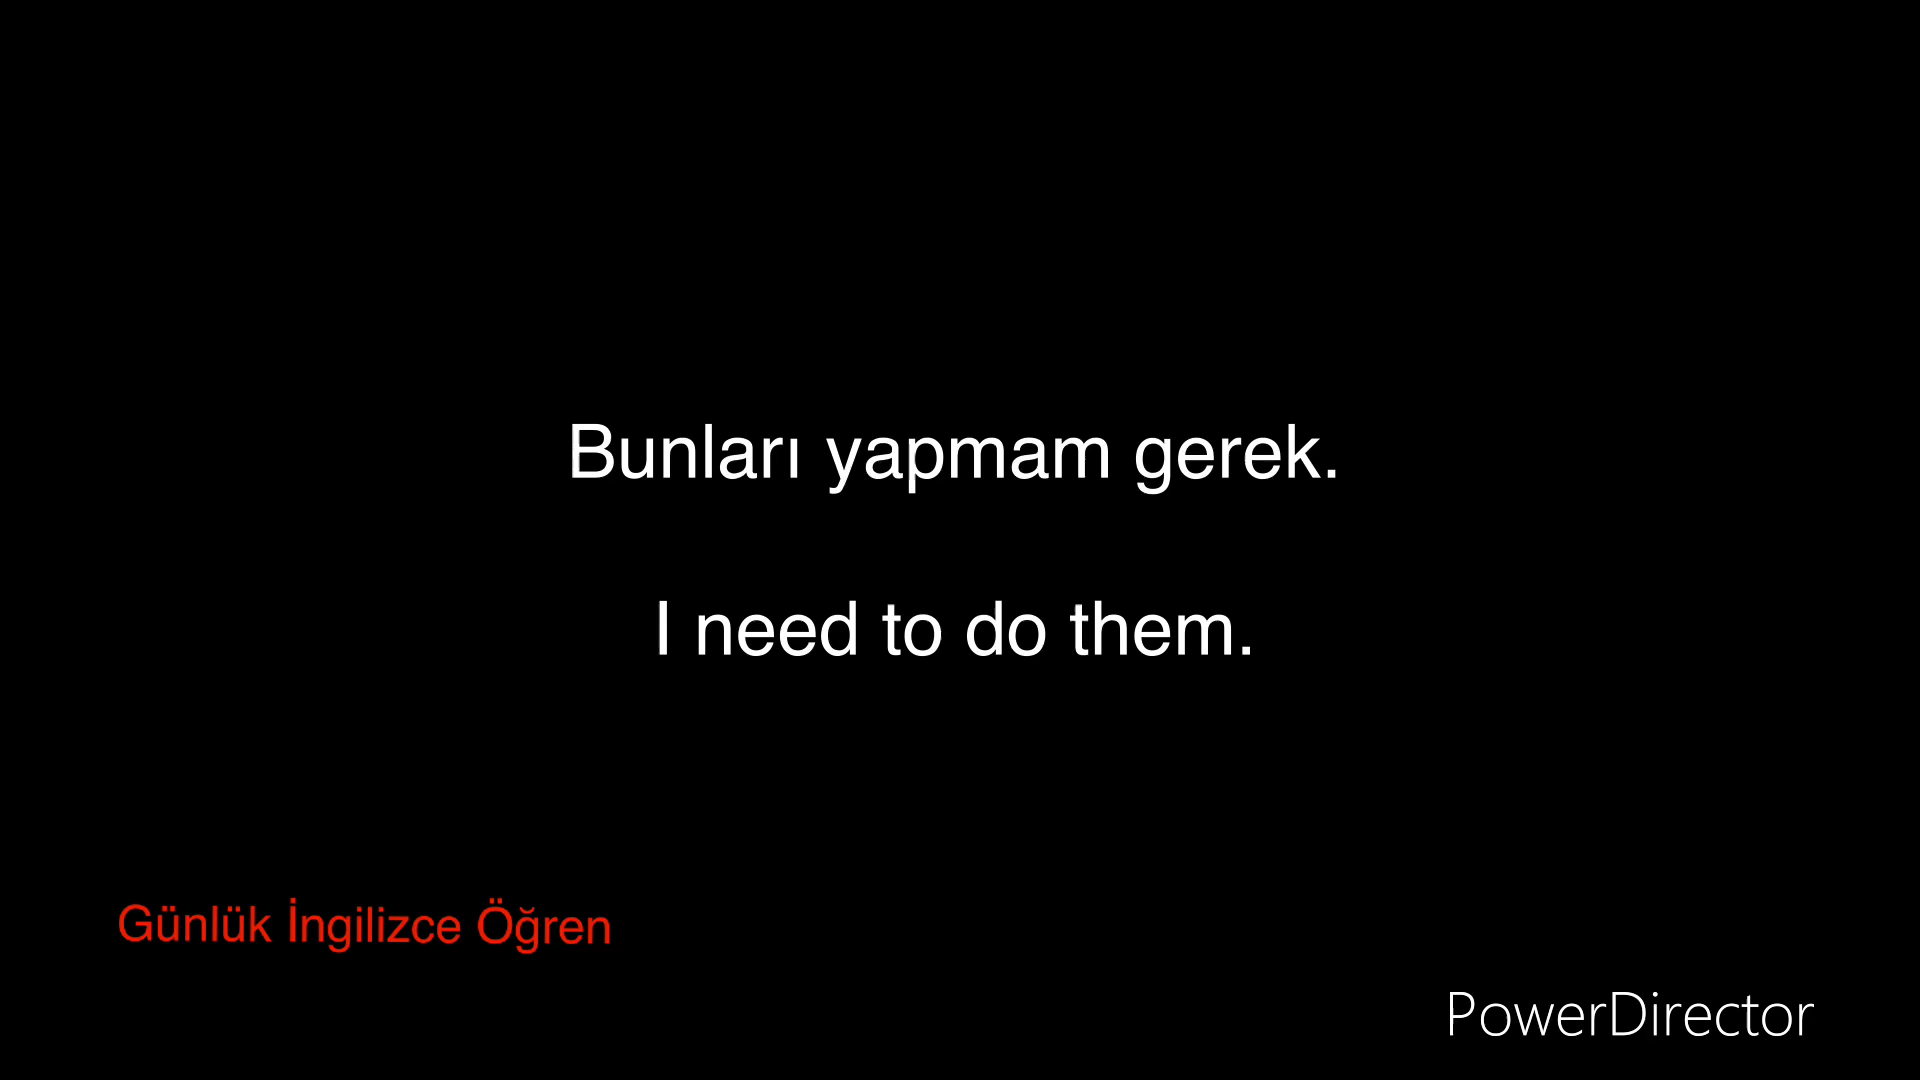 Bunları yapmam gerek.
I need to do them.
Günlük İngilizce Öğren
PowerDirector